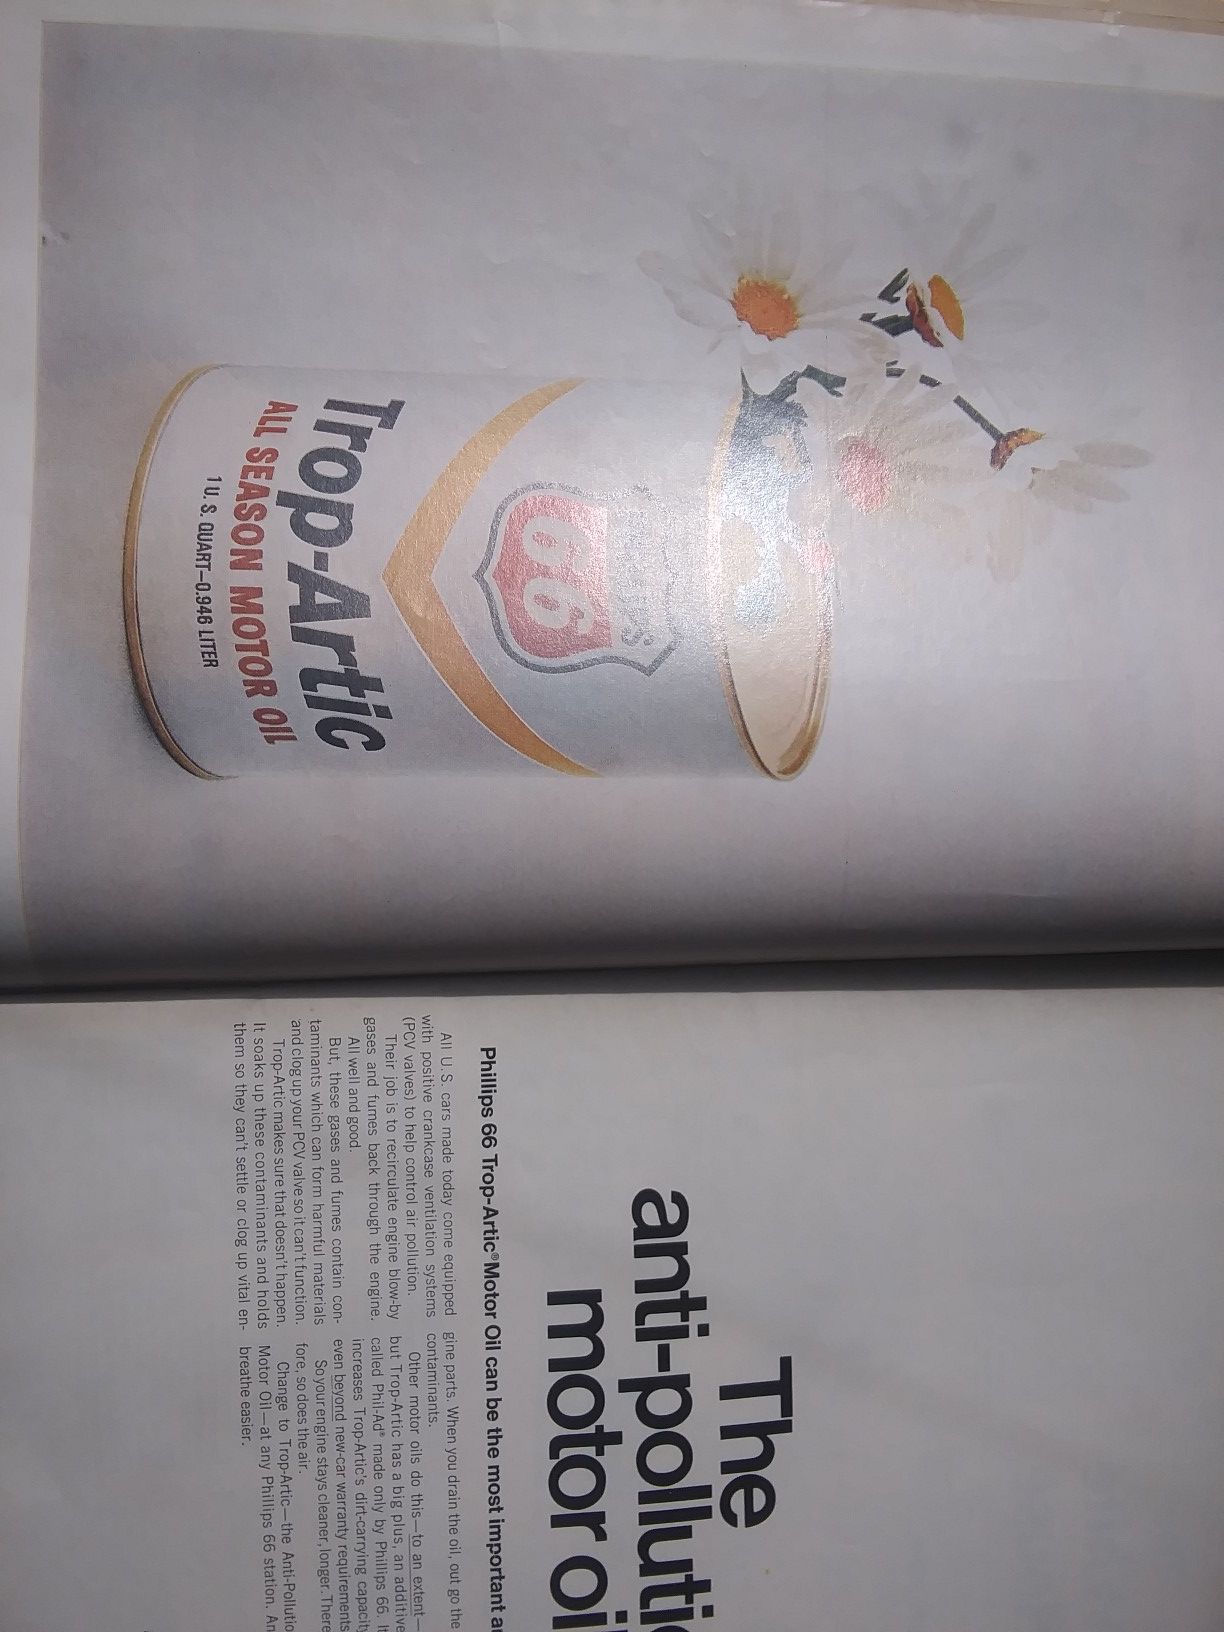 PHILLIPS
66
Trop-Artic
ALL SEASON MOTOR OIL
1 U.S. QUART–0.946 LITER
The
anti-polluti
motor oi
Phillips 66 Trop-Artic® Motor Oil can be the most important
All U.S. cars made today come equipped
with positive crankcase ventilation systems
(PCV valves) to help control air pollution.
Their job is to recirculate engine blow-by
gases and fumes back through the engine.
All well and good.
But, these gases and fumes contain con-
taminants which can form harmful materials
and clog up your PCV valve so it can't function.
Trop-Artic makes sure that doesn't happen.
It soaks up these contaminants and holds
them so they can't settle or clog up vital en-
gine parts. When you drain the oil, out go the
contaminants.
Other motor oils do this—to an extent—
but Trop-Artic has a big plus, an additive
called Phil-Ad® made only by Phillips 66. It
increases Trop-Artic's dirt-carrying capacity
even beyond new-car warranty requirements
So your engine stays cleaner, longer. There
fore, so does the air.
Change to Trop-Artic—the Anti-Pollutio
Motor Oil—at any Phillips 66 station. An
breathe easier.